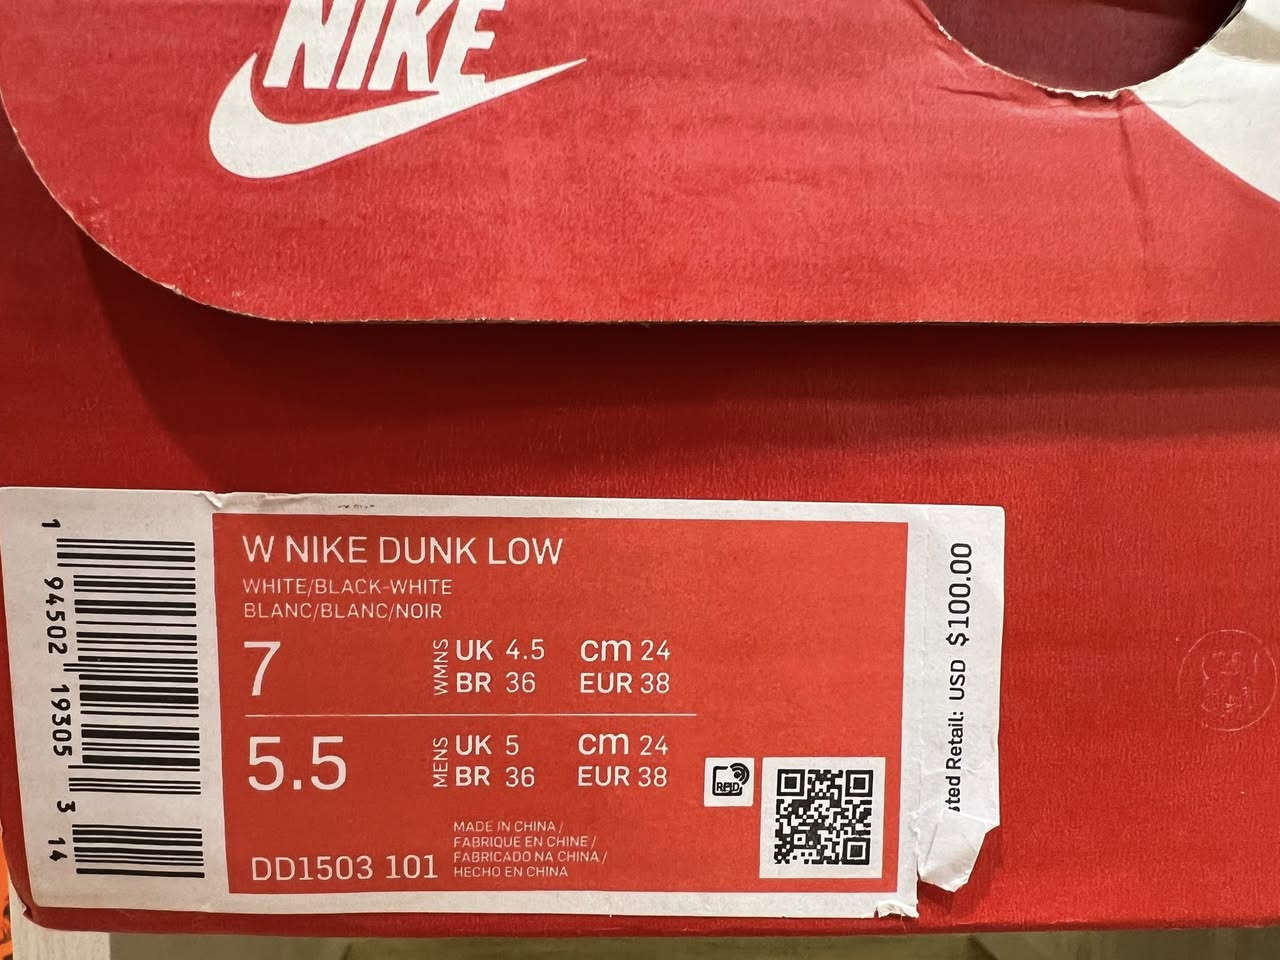 NIKE
W NIKE DUNK LOW
WHITE/BLACK-WHITE
BLANC/BLANC/NOIR
7 WMNS UK 4.5 cm 24
BR 36 EUR 38
5.5 MENS UK 5 cm 24
BR 36 EUR 38
MADE IN CHINA /
FABRIQUE EN CHINE /
FABRICADO NA CHINA /
HECHO EN CHINA
DD1503 101
RFID
1 94502 19305 3 14
ted Retail: USD $100.00